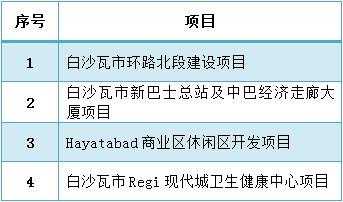 序号 项目
1 白沙瓦市环路北段建设项目
2 白沙瓦市新巴士总站及中巴经济走廊大
厦项目
3 Hayatabad商业区休闲区开发项目
4 白沙瓦市Regi现代城卫生健康中心项目